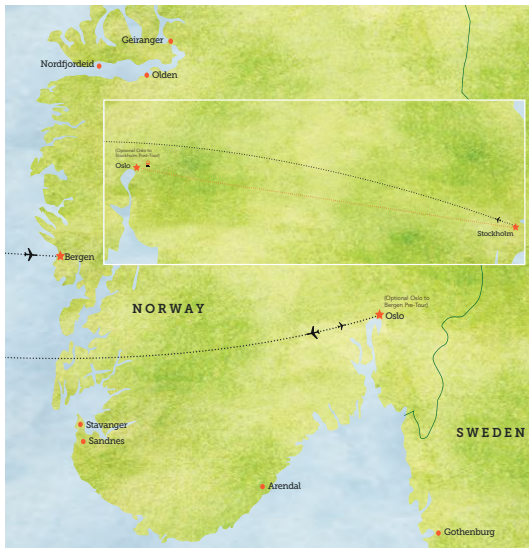 Geiranger
Nordfjordeid
Olden
(Optional Oslo to
Stockholm Pre-Tour)
Oslo
Stockholm
Bergen
NORWAY
(Optional Oslo to
Bergen Pre-Tour)
Oslo
Stavanger
Sandnes
SWEDEN
Arendal
Gothenburg